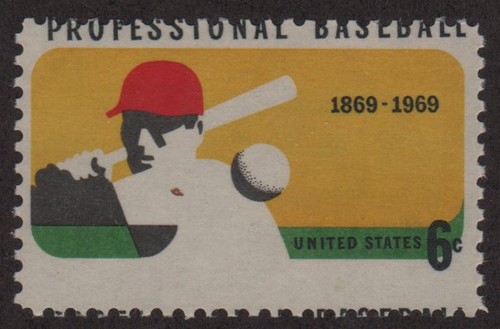 PROFESSIONAL BASEBALL
1869-1969
UNITED STATES 6c